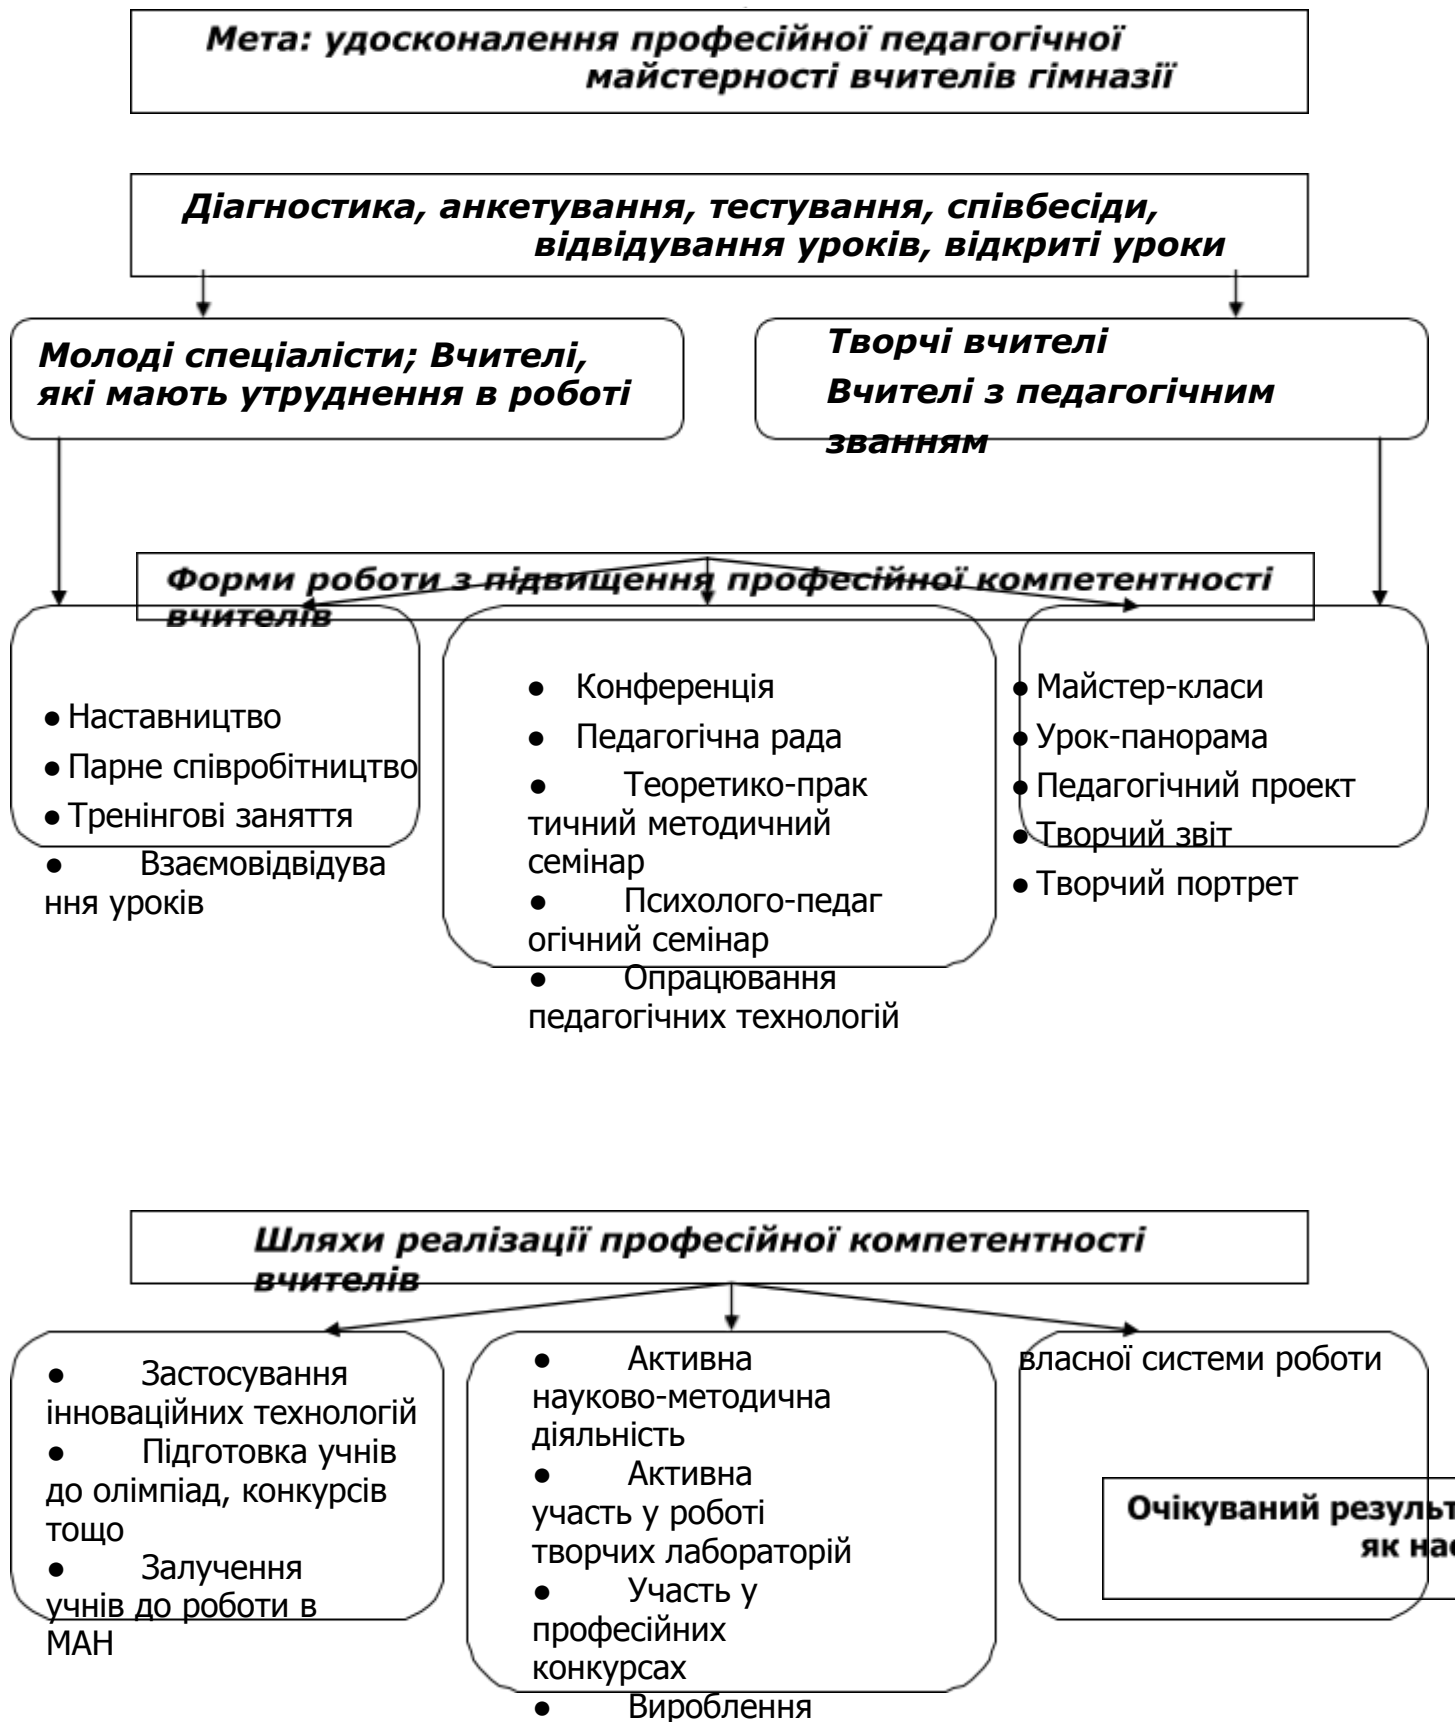 Мета: удосконалення професійної педагогічної
майстерності вчителів гімназії
Діагностика, анкетування, тестування, співбесіди,
відвідування уроків, відкриті уроки
Молоді спеціалісти; Вчителі,
які мають утруднення в роботі
Творчі вчителі
Вчителі з педагогічним
званням
Форми роботи з підвищення професійної компетентності
вчителів
● Наставництво
● Парне співробітництво
● Тренінгові заняття
● Взаємовідвідува
ння уроків
● Конференція
● Педагогічна рада
● Теоретико-прак
тичний методичний
семінар
● Психолого-педаг
огічний семінар
● Опрацювання
педагогічних технологій
● Майстер-класи
● Урок-панорама
● Педагогічний проект
● Творчий звіт
● Творчий портрет
Шляхи реалізації професійної компетентності
вчителів
● Застосування
інноваційних технологій
● Підготовка учнів
до олімпіад, конкурсів
тощо
● Залучення
учнів до роботи в
МАН
● Активна
науково-методична
діяльність
● Активна
участь у роботі
творчих лабораторій
● Участь у
професійних
конкурсах
● Вироблення
власної системи роботи
Очікуваний
як